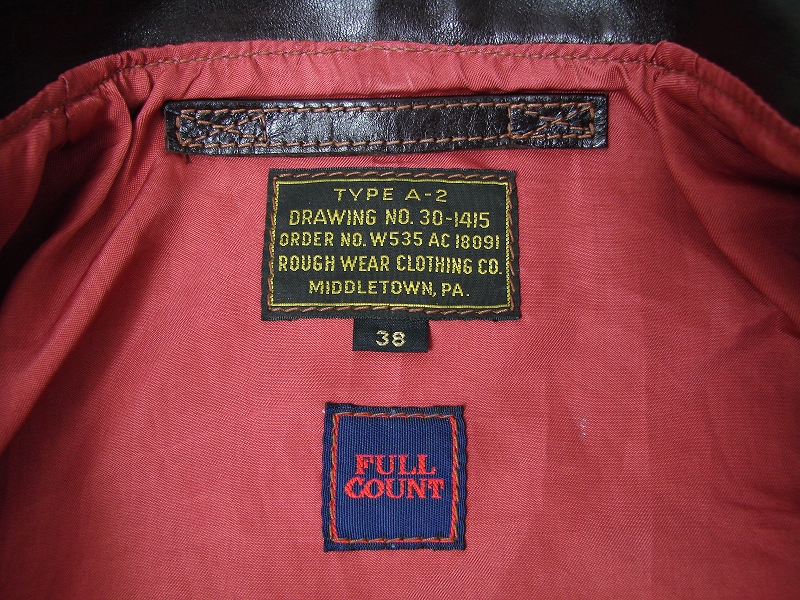 TYPE A-2
DRAWING NO. 30-1415
ORDER NO. W535 AC 18091
ROUGH WEAR CLOTHING CO.
MIDDLETOWN, PA.
38
FULL
COUNT